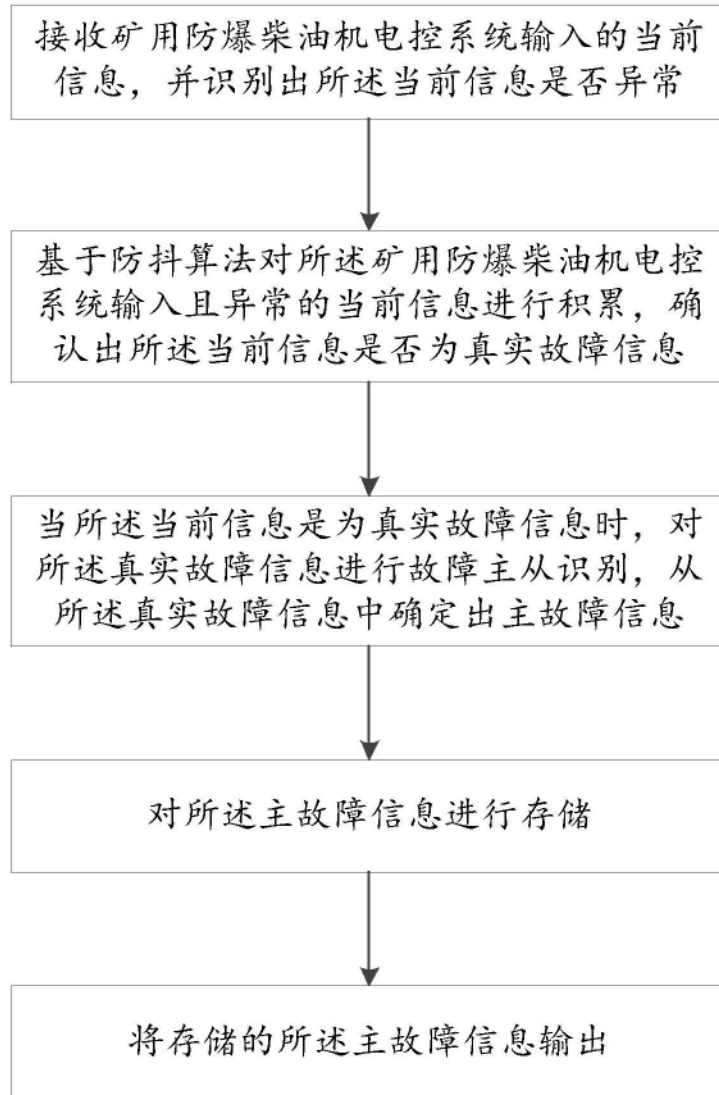 接收矿用防爆柴油机电控系统输入的当前
信息，并识别出所述当前信息是否异常
基于防抖算法对所述矿用防爆柴油机电控
系统输入且异常的当前信息进行积累，确
认出所述当前信息是否为真实故障信息
当所述当前信息是为真实故障信息时，对
所述真实故障信息进行故障主从识别，从
所述真实故障信息中确定出主故障信息
对所述主故障信息进行存储
将存储的所述主故障信息输出